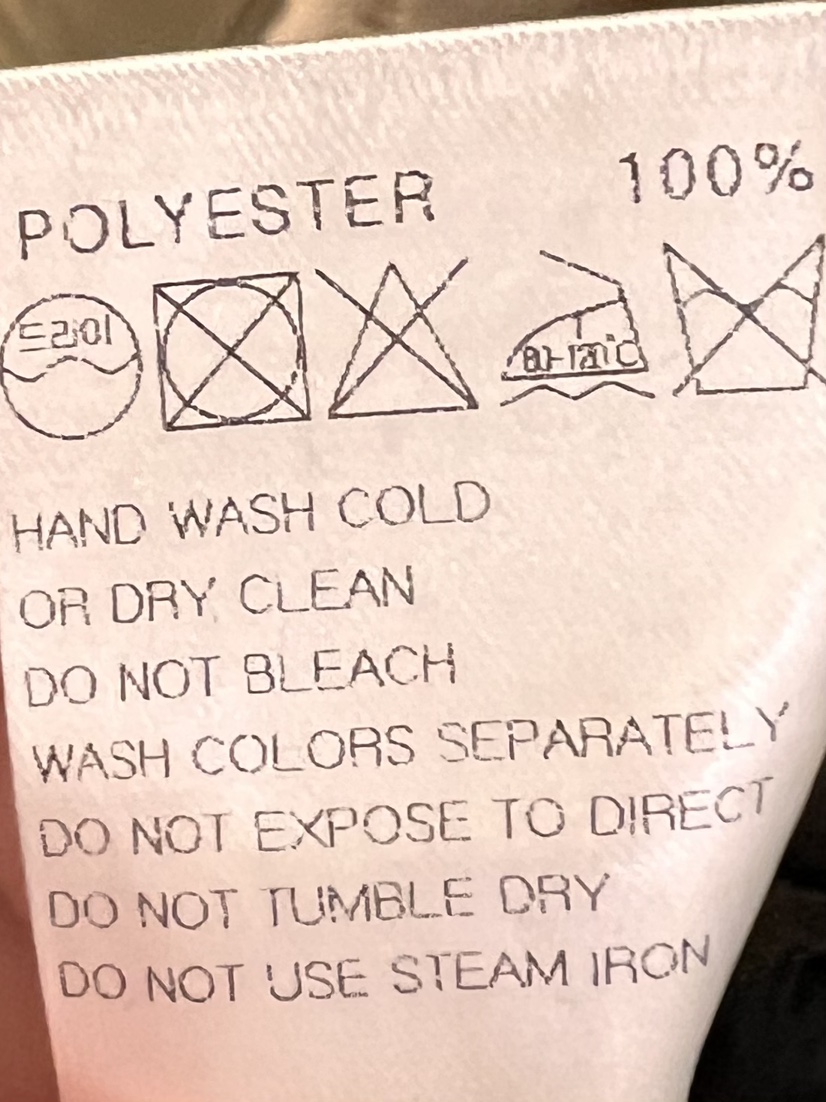 POLYESTER 100%
드라이 80-120°C
HAND WASH COLD
OR DRY CLEAN
DO NOT BLEACH
WASH COLORS SEPARATELY
DO NOT EXPOSE TO DIRECT
DO NOT TUMBLE DRY
DO NOT USE STEAM IRON